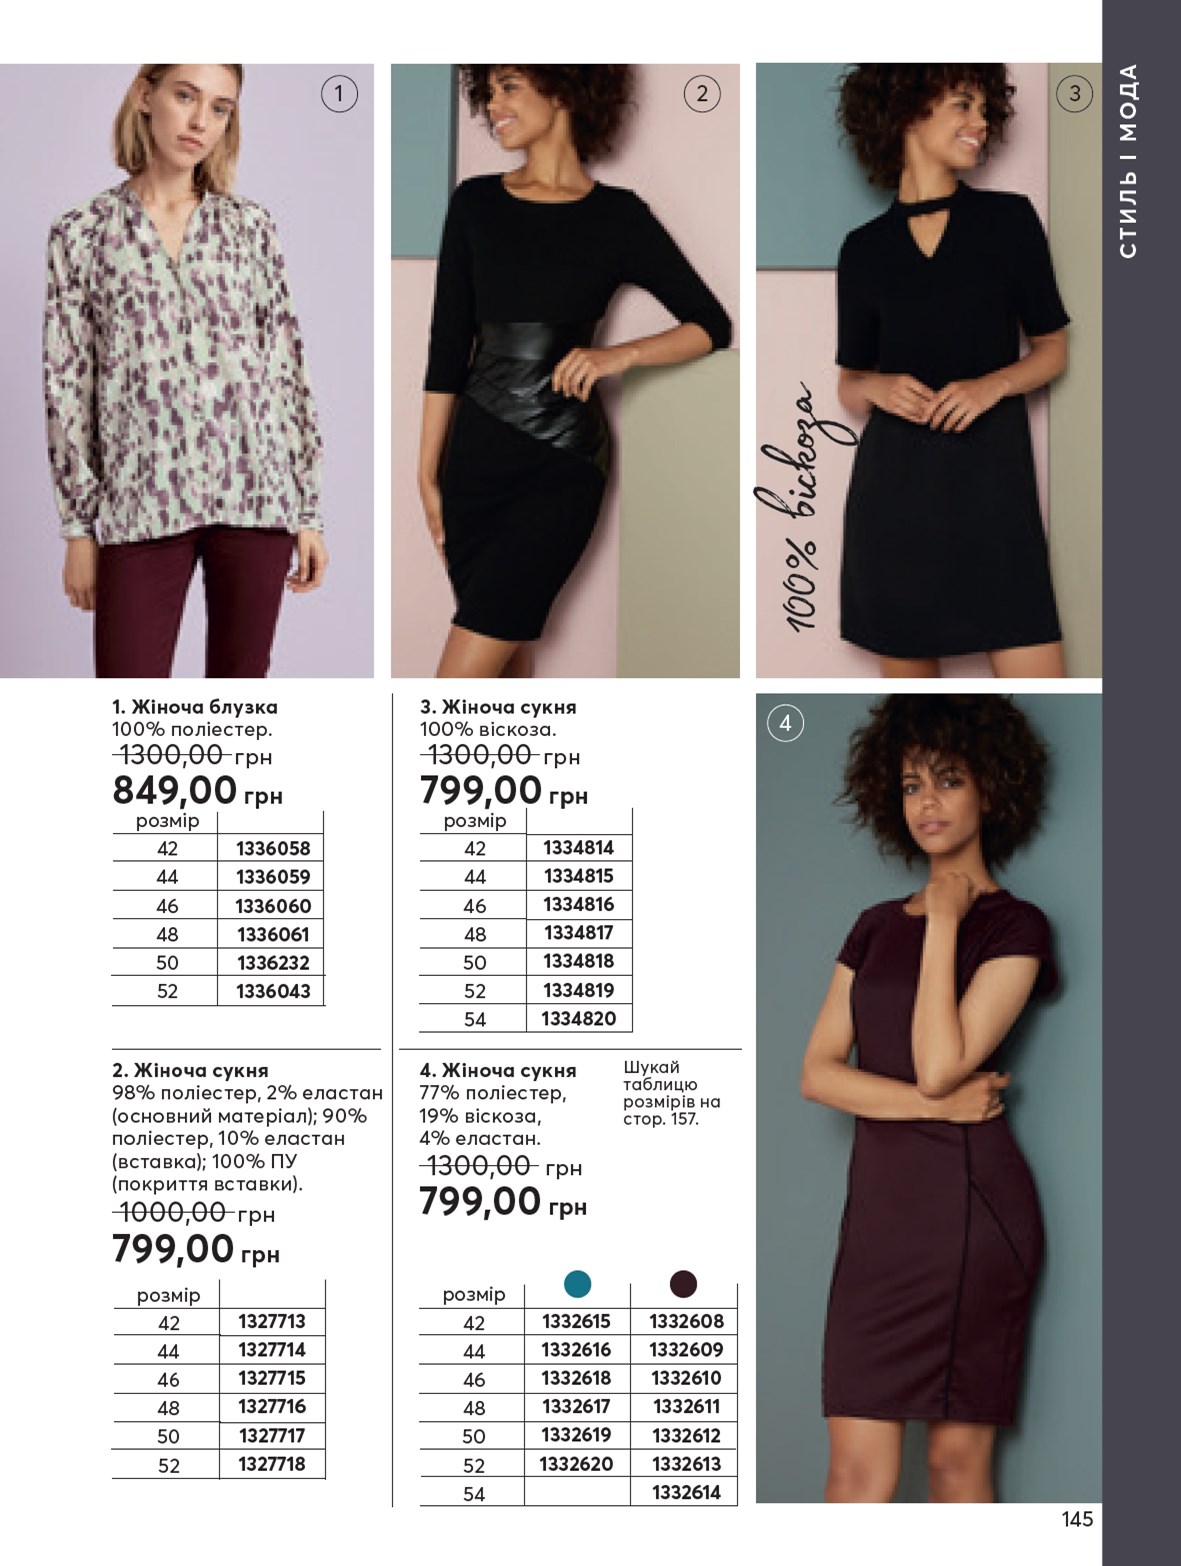 СТИЛЬ І МОДА
1
2
3
100% віскоза
1. Жіноча блузка
100% поліестер.
1300,00 грн
849,00 грн
розмір
42 1336058
44 1336059
46 1336060
48 1336061
50 1336232
52 1336043
2. Жіноча сукня
98% поліестер, 2% еластан
(основний матеріал); 90%
поліестер, 10% еластан
(вставка); 100% ПУ
(покриття вставки).
1000,00 грн
799,00 грн
розмір
42 1327713
44 1327714
46 1327715
48 1327716
50 1327717
52 1327718
3. Жіноча сукня
100% віскоза.
1300,00 грн
799,00 грн
розмір
42 1334814
44 1334815
46 1334816
48 1334817
50 1334818
52 1334819
54 1334820
4. Жіноча сукня
77% поліестер,
19% віскоза,
4% еластан.
1300,00 грн
799,00 грн
Шукай
таблицю
розмірів на
стор. 157.
розмір
42 1332615 1332608
44 1332616 1332609
46 1332618 1332610
48 1332617 1332611
50 1332619 1332612
52 1332620 1332613
54 1332614
4
145